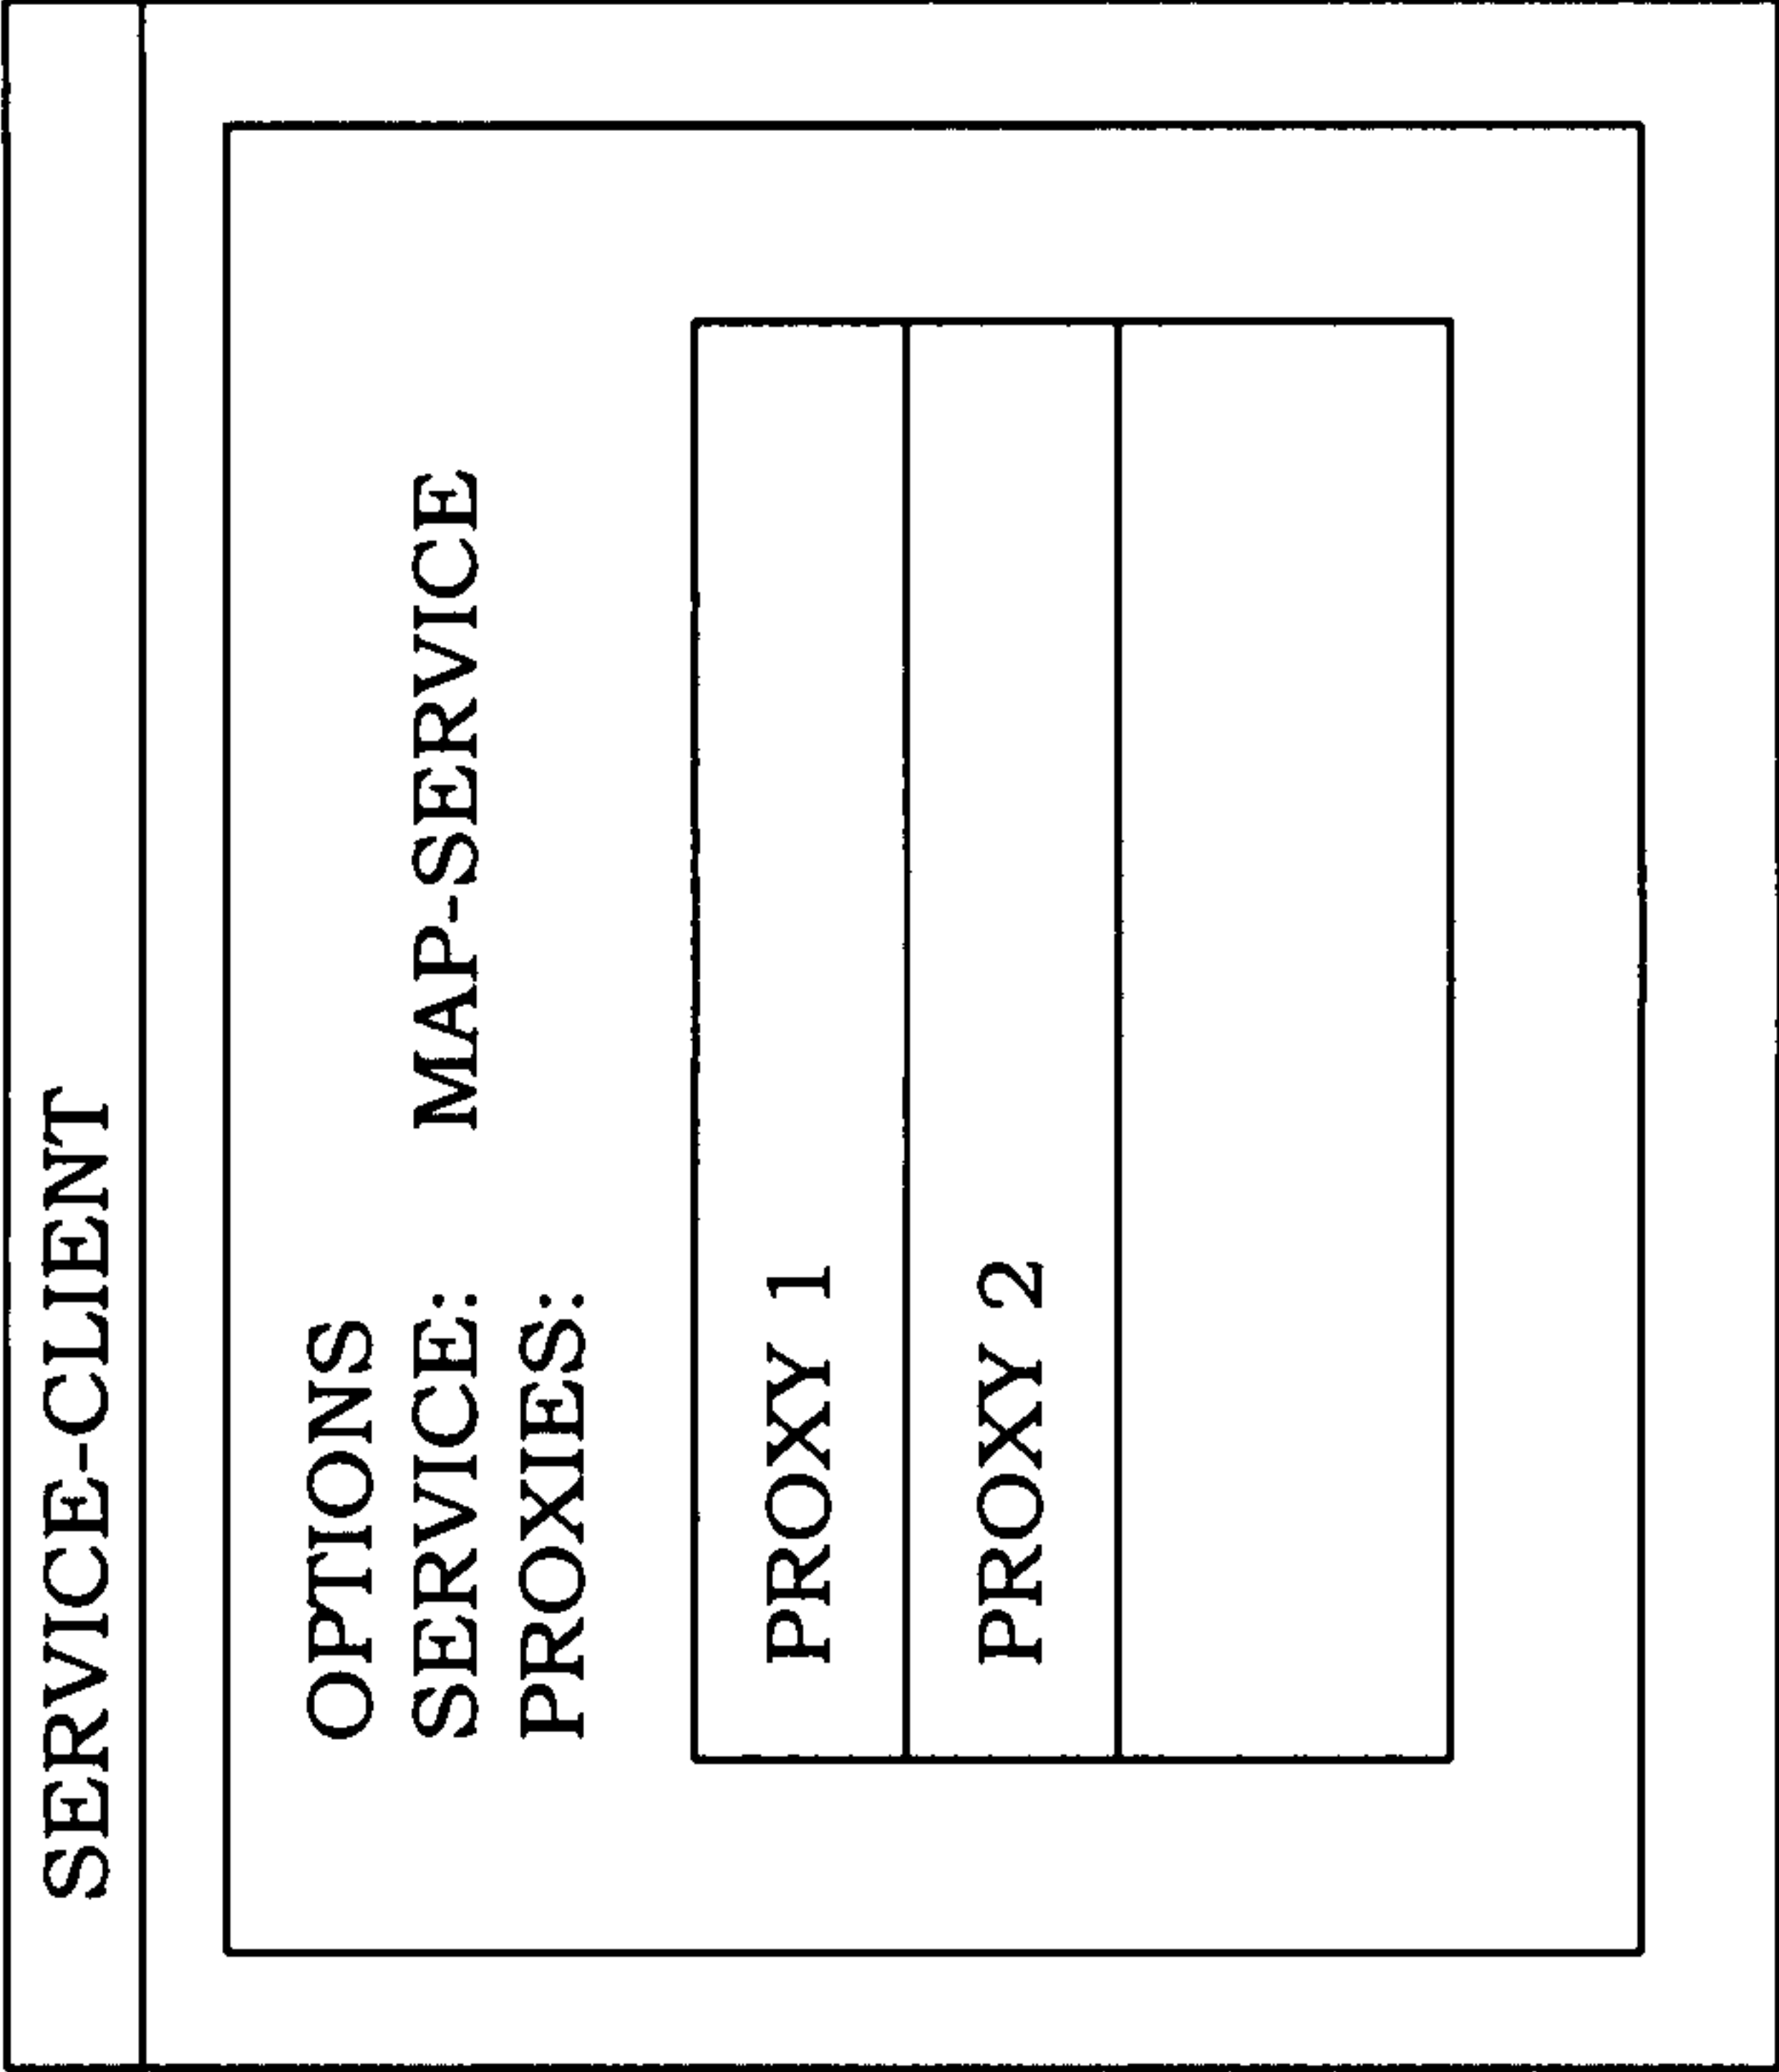 SERVICE-CLIENT
OPTIONS
SERVICE: MAP-SERVICE
PROXIES:
PROXY 1
PROXY 2